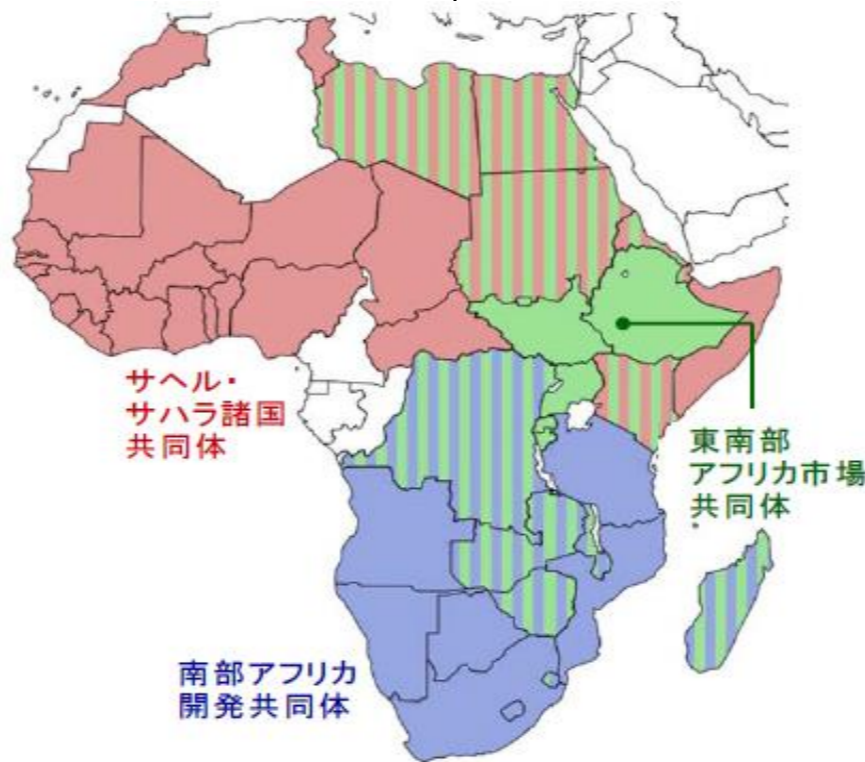 サヘル・
サハラ諸国
共同体
東南部
アフリカ市場
共同体
南部アフリカ
開発共同体